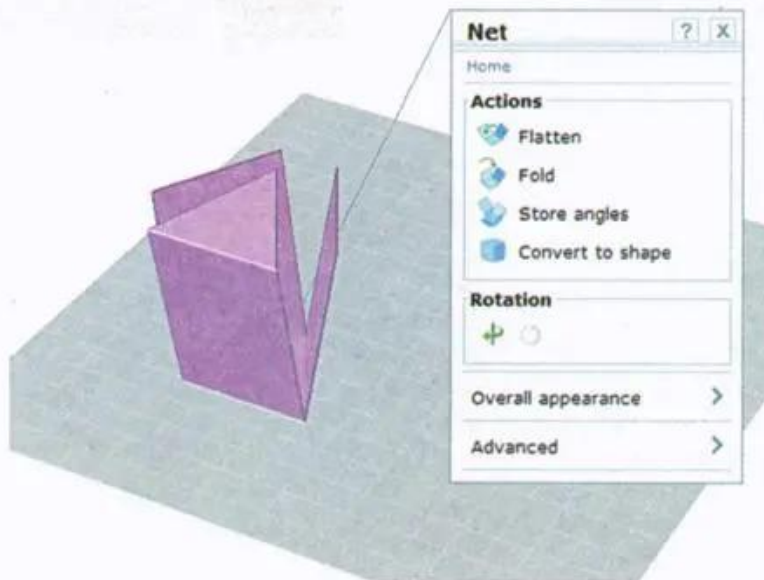 Net ? X
Home
Actions
Flatten
Fold
Store angles
Convert to shape
Rotation
Overall appearance >
Advanced >